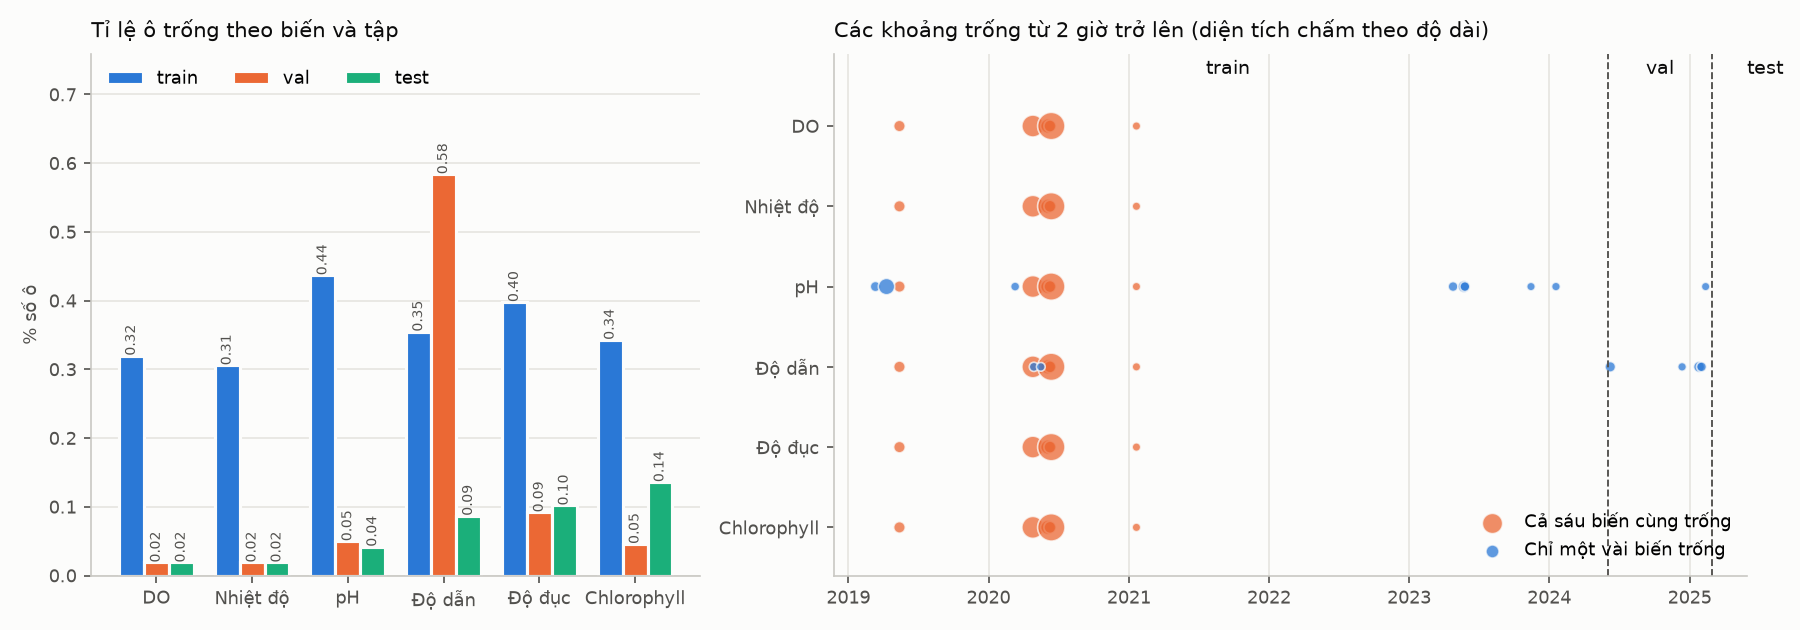 Tỉ lệ ô trống theo biến và tập
train val test
% số ô
0.7
0.6
0.5
0.4
0.3
0.2
0.1
0.0
0.32 0.02 0.02
0.31 0.02 0.02
0.44 0.05 0.04
0.35 0.58 0.09
0.40 0.09 0.10
0.34 0.05 0.14
DO Nhiệt độ pH Độ dẫn Độ đục Chlorophyll
Các khoảng trống từ 2 giờ trở lên (diện tích chấm theo độ dài)
train val test
DO
Nhiệt độ
pH
Độ dẫn
Độ đục
Chlorophyll
Cả sáu biến cùng trống
Chỉ một vài biến trống
2019 2020 2021 2022 2023 2024 2025